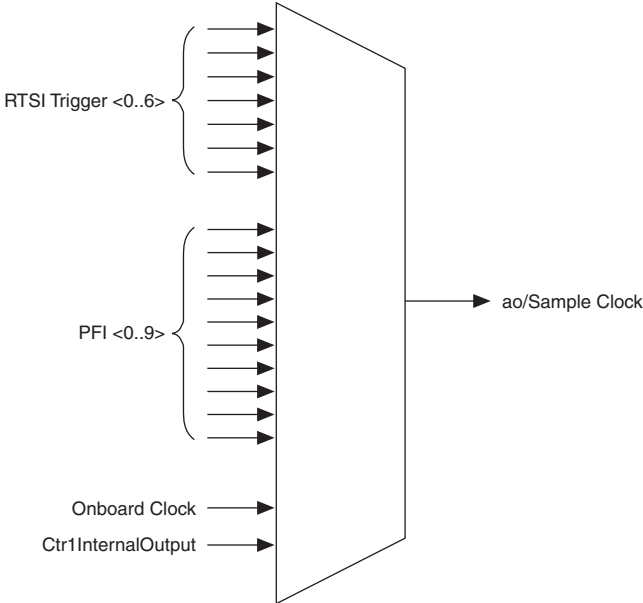 RTSI Trigger <0..6>
PFI <0..9>
ao/Sample Clock
Onboard Clock
Ctr1InternalOutput